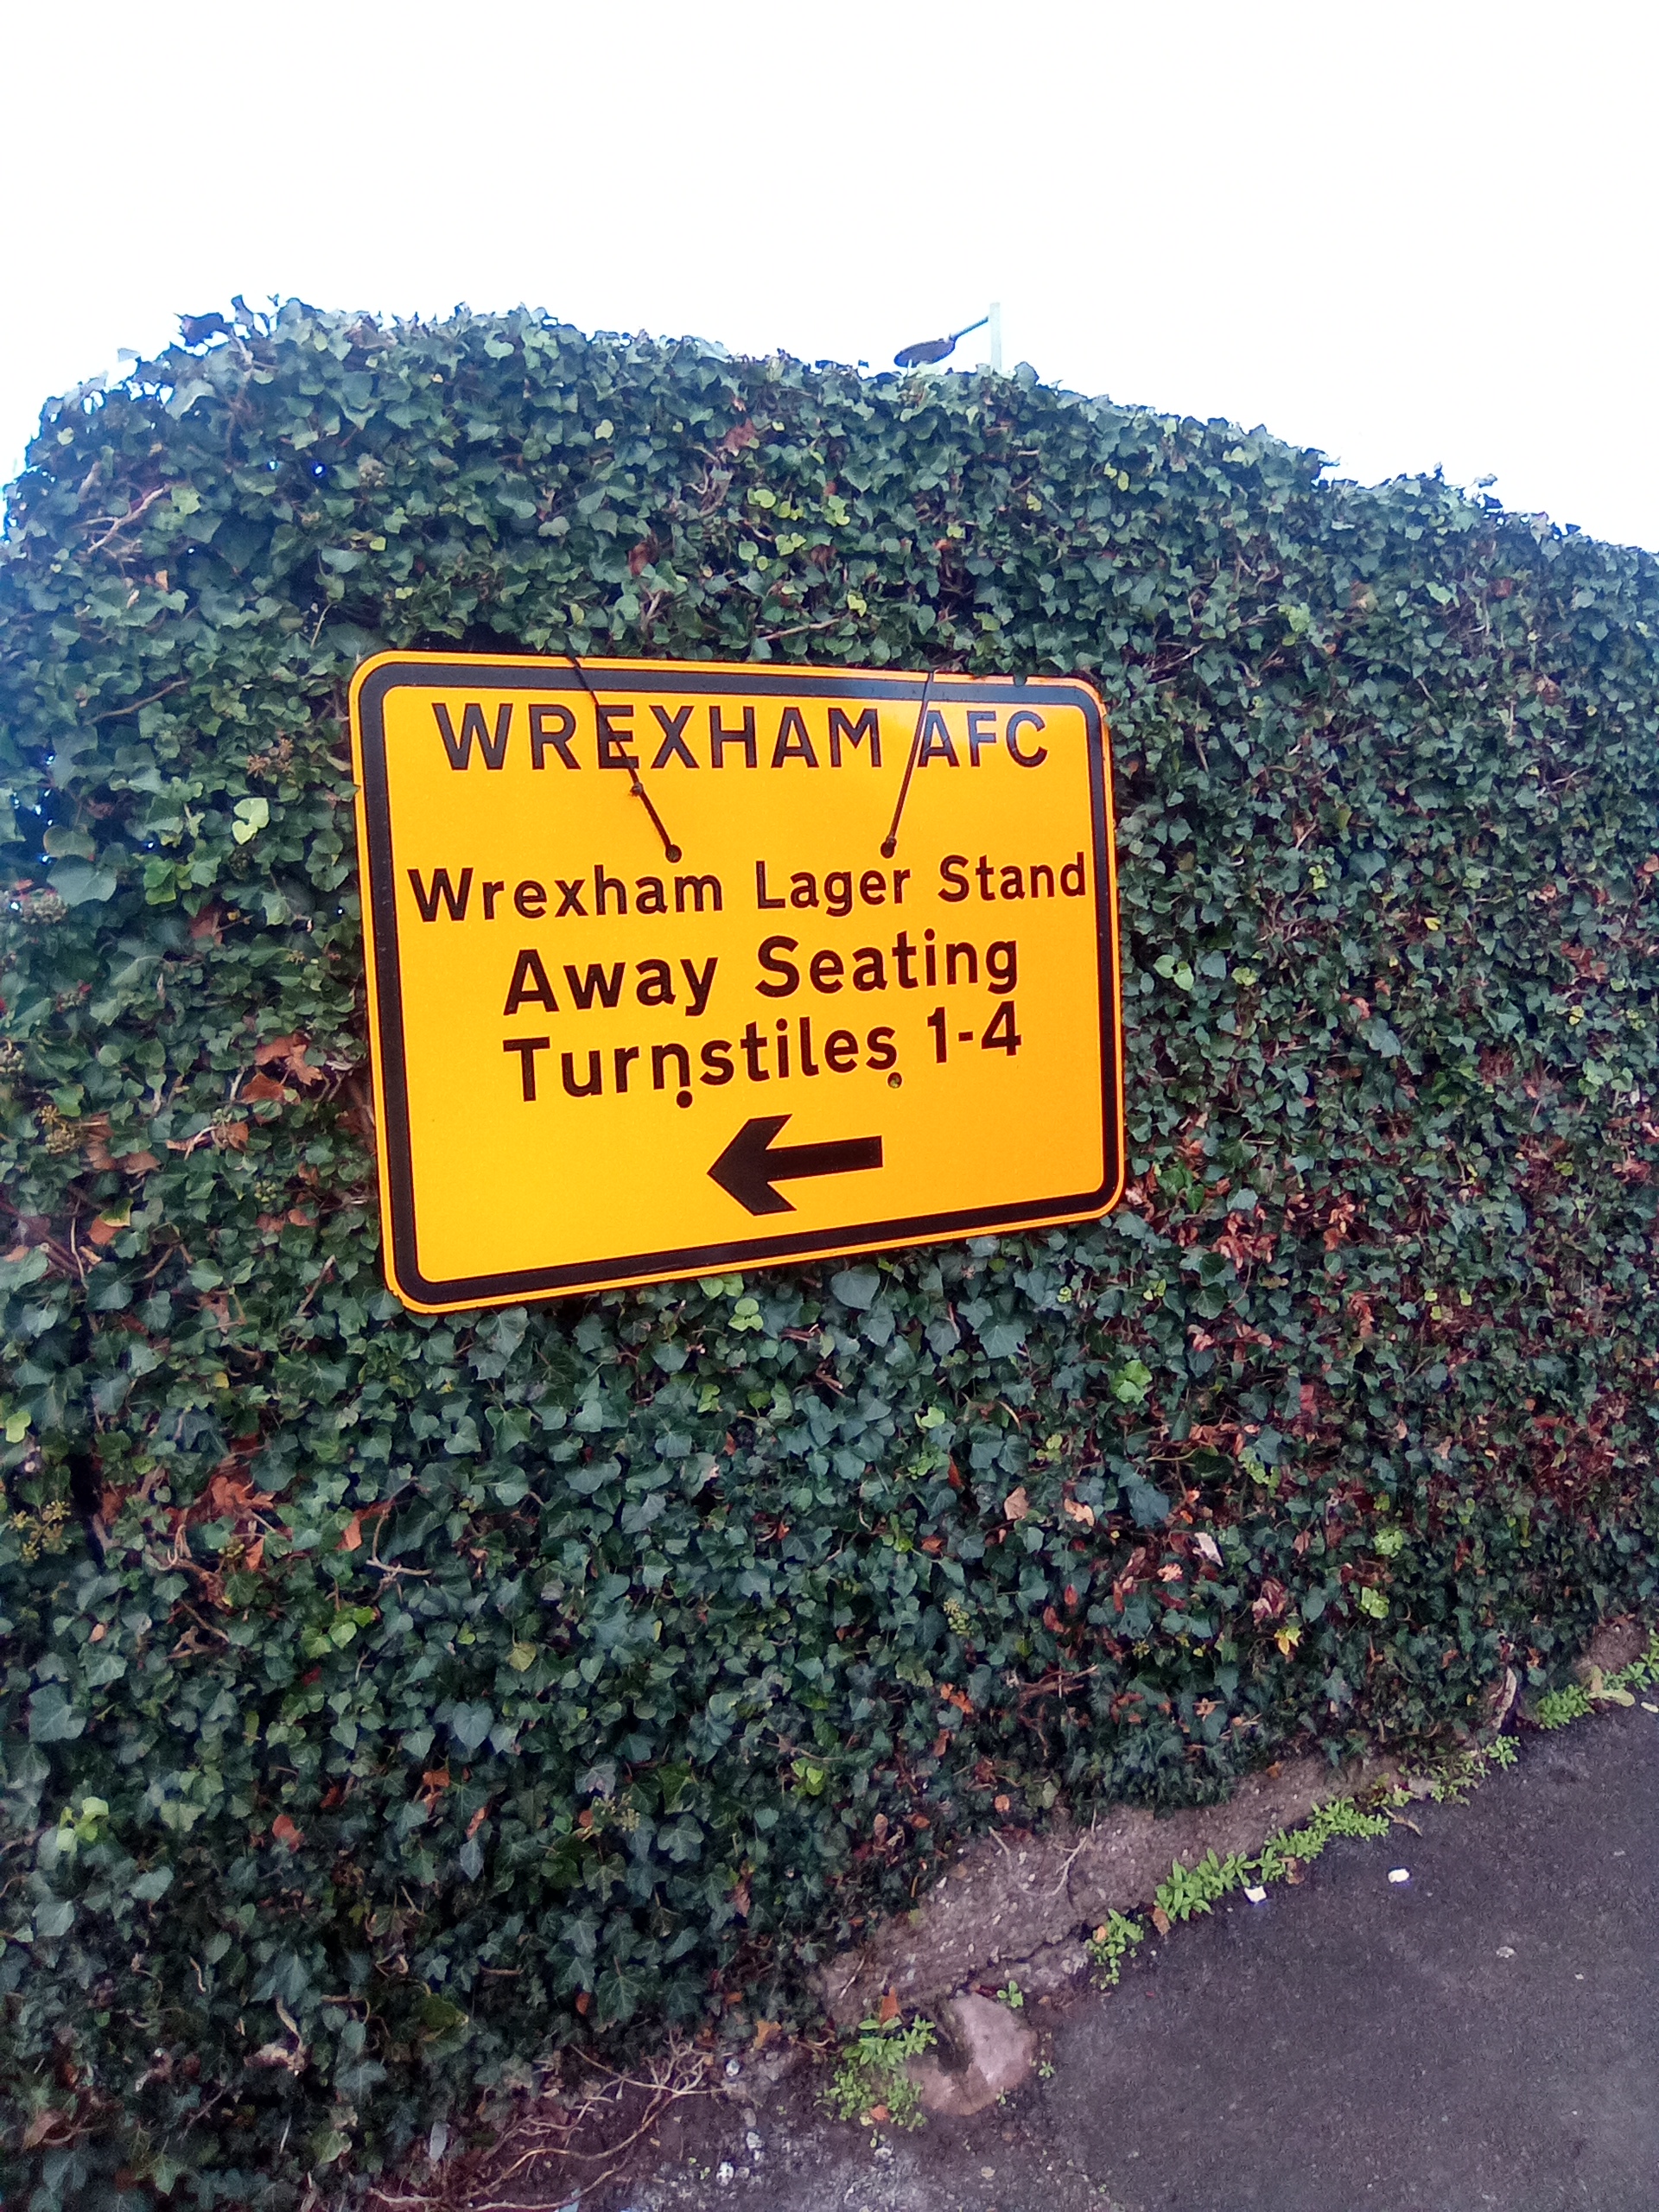 WREXHAM AFC
Wrexham Lager Stand
Away Seating
Turnstiles 1-4